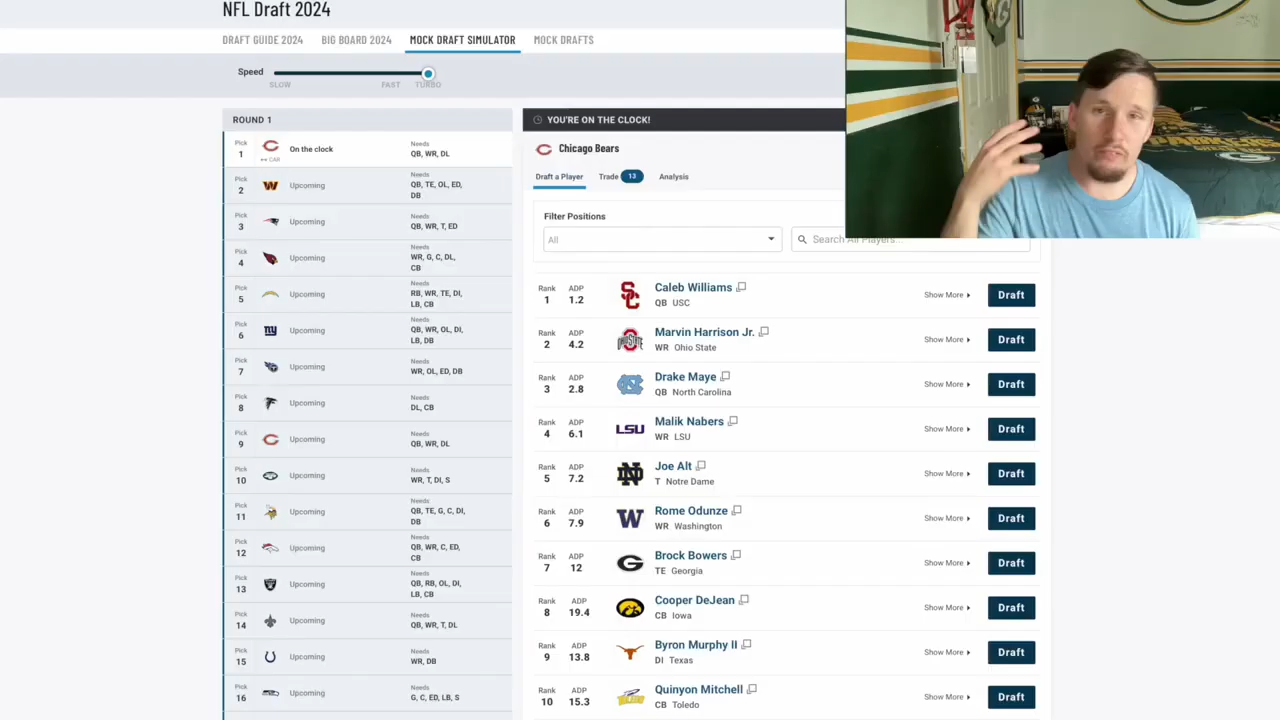 NFL Draft 2024
DRAFT GUIDE 2024 BIG BOARD 2024 MOCK DRAFT SIMULATOR MOCK DRAFTS
Speed
SLOW FAST TURBO
ROUND 1
Pick 1 CAR On the clock Needs QB, WR, DL
Pick 2 Upcoming Needs QB, TE, OL, ED, DB
Pick 3 Upcoming Needs QB, WR, T, ED
Pick 4 Upcoming Needs WR, G, C, DL, CB
Pick 5 Upcoming Needs RB, WR, TE, DI, LB, CB
Pick 6 Upcoming Needs QB, WR, OL, DI, LB, DB
Pick 7 Upcoming Needs WR, OL, ED, DB
Pick 8 Upcoming Needs DL, CB
Pick 9 Upcoming Needs QB, WR, DL
Pick 10 Upcoming Needs WR, T, DI, S
Pick 11 Upcoming Needs QB, TE, G, C, DI, DB
Pick 12 Upcoming Needs QB, WR, C, ED, CB
Pick 13 Upcoming Needs QB, RB, OL, DI, LB, CB
Pick 14 Upcoming Needs QB, WR, T, DL
Pick 15 Upcoming Needs WR, DB
Pick 16 Upcoming Needs G, C, ED, LB, S
YOU'RE ON THE CLOCK!
Chicago Bears
Draft a Player Trade 13 Analysis
Filter Positions
All Search All Players...
Rank 1 ADP 1.2 Caleb Williams QB USC Show More Draft
Rank 2 ADP 4.2 Marvin Harrison Jr. WR Ohio State Show More Draft
Rank 3 ADP 2.8 Drake Maye QB North Carolina Show More Draft
Rank 4 ADP 6.1 LSU Malik Nabers WR LSU Show More Draft
Rank 5 ADP 7.2 Joe Alt T Notre Dame Show More Draft
Rank 6 ADP 7.9 Rome Odunze WR Washington Show More Draft
Rank 7 ADP 12 Brock Bowers TE Georgia Show More Draft
Rank 8 ADP 19.4 Cooper DeJean CB Iowa Show More Draft
Rank 9 ADP 13.8 Byron Murphy II DI Texas Show More Draft
Rank 10 ADP 15.3 Quinyon Mitchell CB Toledo Show More Draft